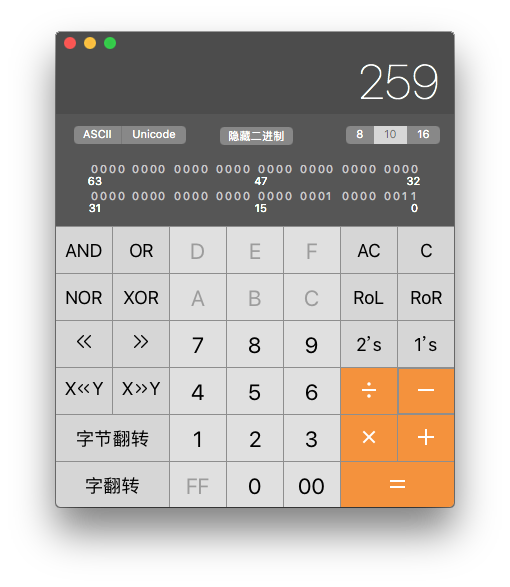 259
ASCII Unicode 隐藏二进制 8 10 16
0000 0000 0000 0000 0000 0000 0000 0000
63 47 32
0000 0000 0000 0000 0000 0001 0000 0011
31 15 0
AND OR D E F AC C
NOR XOR A B C RoL RoR
« » 7 8 9 2's 1's
X«Y X»Y 4 5 6 ÷ −
字节翻转 1 2 3 × +
字翻转 FF 0 00 =